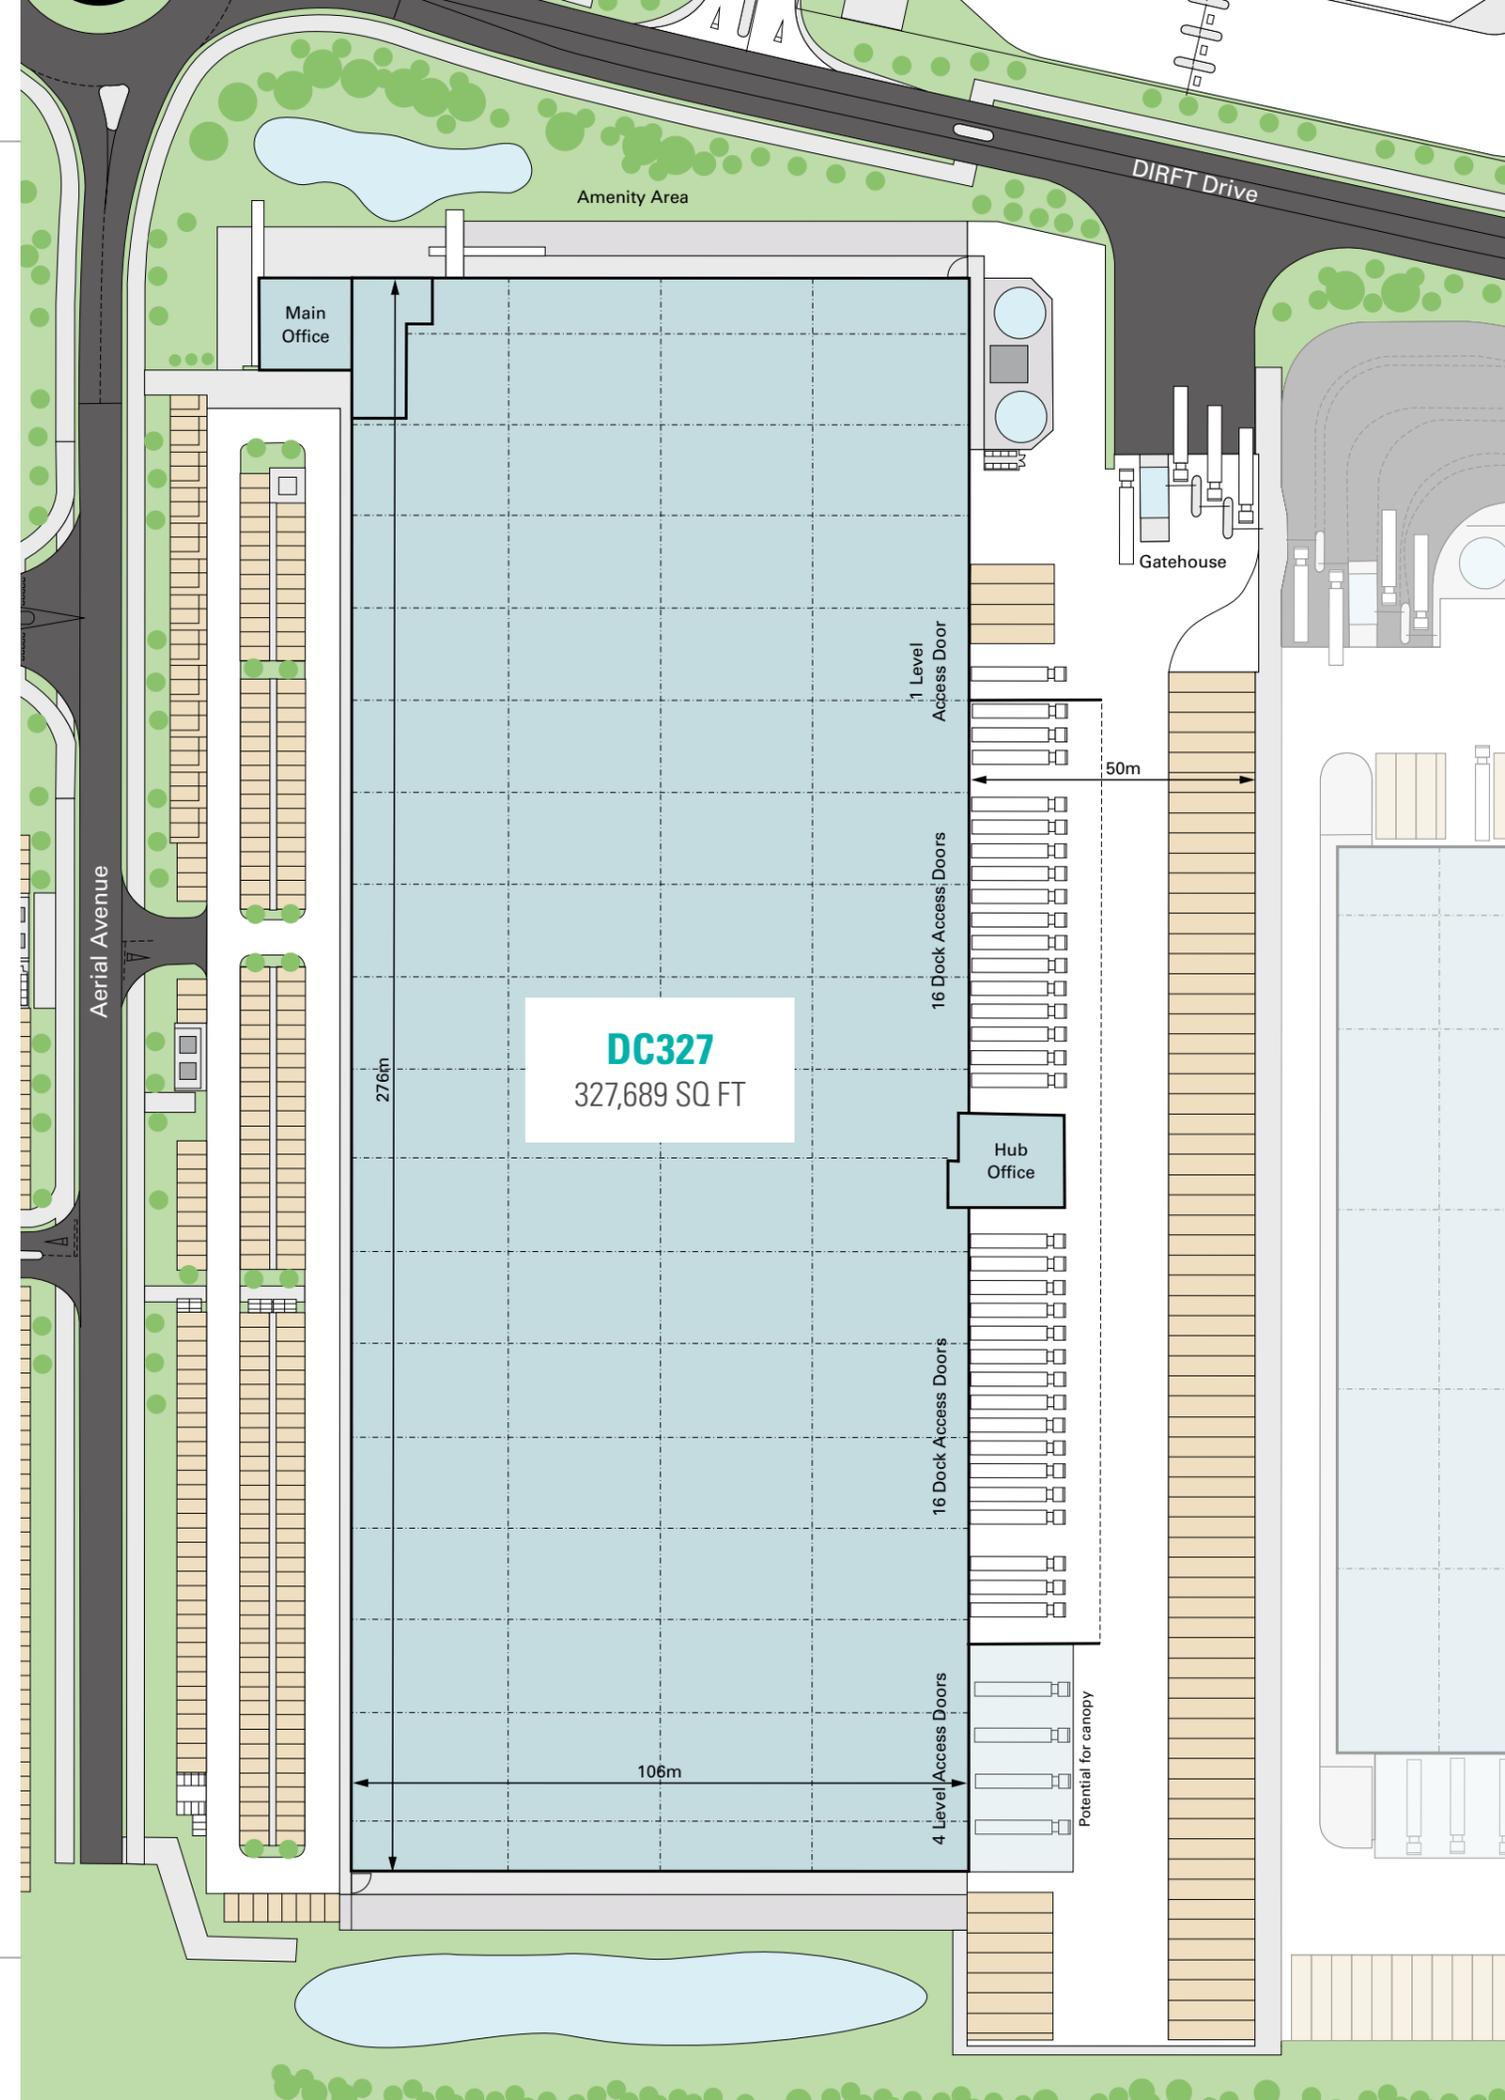 DIRFT Drive
Amenity Area
Main
Office
Gatehouse
1 Level
Access Door
50m
16 Dock Access Doors
Aerial Avenue
DC327
327,689 SQ FT
276m
Hub
Office
16 Dock Access Doors
4 Level Access Doors
Potential for canopy
106m